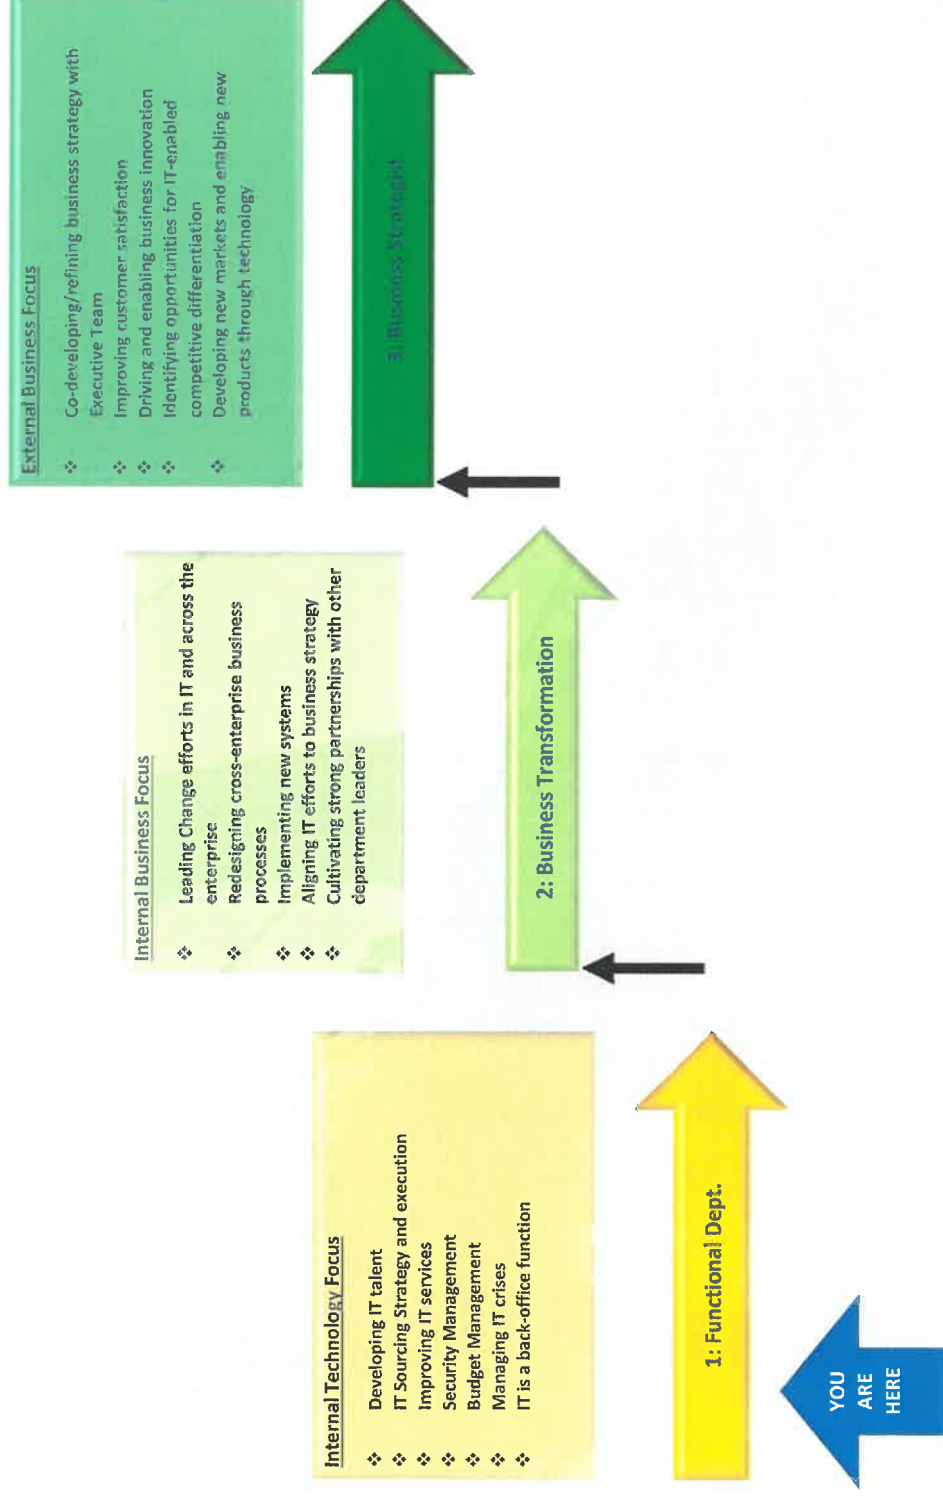 Internal Technology Focus
❖ Developing IT talent
❖ IT Sourcing Strategy and execution
❖ Improving IT services
❖ Security Management
❖ Budget Management
❖ Managing IT crises
❖ IT is a back-office function
1: Functional Dept.
YOU
ARE
HERE
Internal Business Focus
❖ Leading Change efforts in IT and across the
enterprise
❖ Redesigning cross-enterprise business
processes
❖ Implementing new systems
❖ Aligning IT efforts to business strategy
❖ Cultivating strong partnerships with other
department leaders
2: Business Transformation
External Business Focus
❖ Co-developing/refining business strategy with
Executive Team
❖ Improving customer satisfaction
❖ Driving and enabling business innovation
❖ Identifying opportunities for IT-enabled
competitive differentiation
❖ Developing new markets and enabling new
products through technology
3: Business Strategist